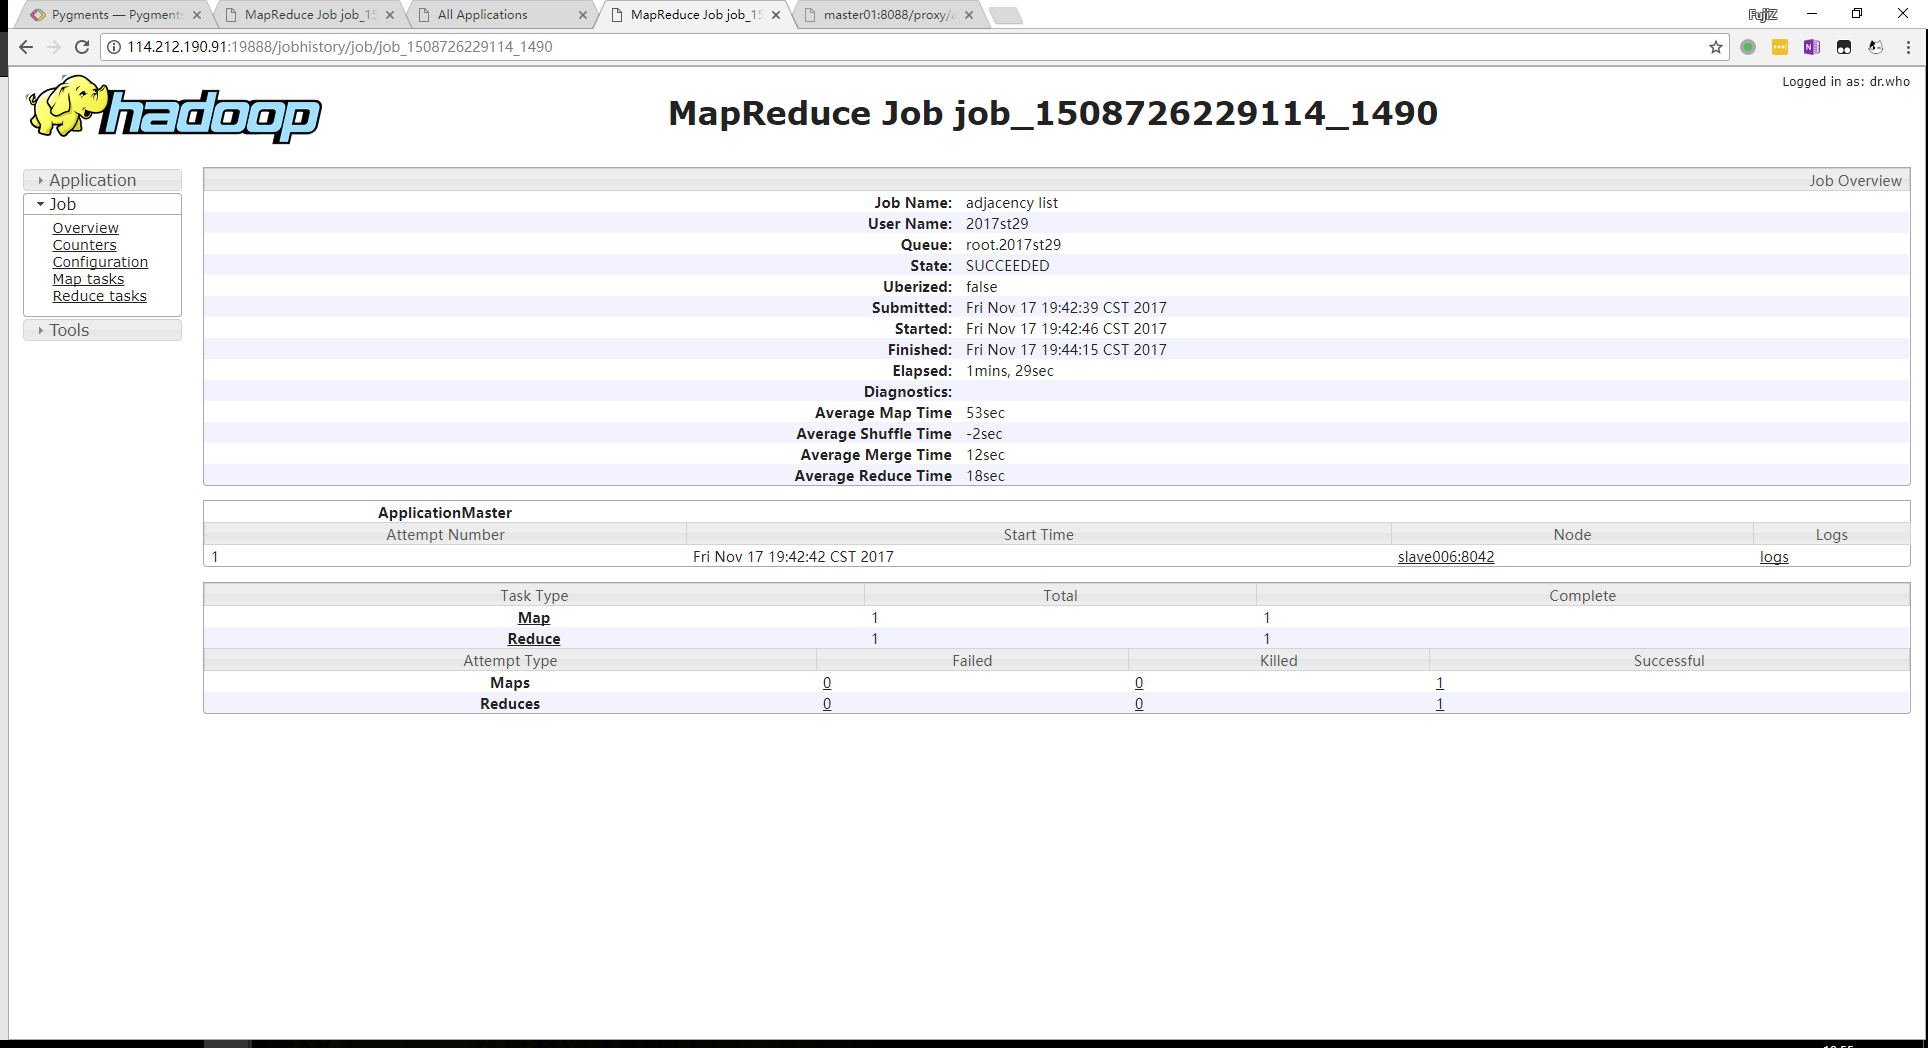 Pygments — Pygment
MapReduce Job job_15
All Applications
MapReduce Job job_15
master01:8088/proxy/a
FujiZ
114.212.190.91:19888/jobhistory/job/job_1508726229114_1490
Logged in as: dr.who
hadoop
MapReduce Job job_1508726229114_1490
Application
Job
Overview
Counters
Configuration
Map tasks
Reduce tasks
Tools
Job Overview
Job Name: adjacency list
User Name: 2017st29
Queue: root.2017st29
State: SUCCEEDED
Uberized: false
Submitted: Fri Nov 17 19:42:39 CST 2017
Started: Fri Nov 17 19:42:46 CST 2017
Finished: Fri Nov 17 19:44:15 CST 2017
Elapsed: 1mins, 29sec
Diagnostics:
Average Map Time 53sec
Average Shuffle Time -2sec
Average Merge Time 12sec
Average Reduce Time 18sec
ApplicationMaster
Attempt Number Start Time Node Logs
1 Fri Nov 17 19:42:42 CST 2017 slave006:8042 logs
Task Type Total Complete
Map 1 1
Reduce 1 1
Attempt Type Failed Killed Successful
Maps 0 0 1
Reduces 0 0 1